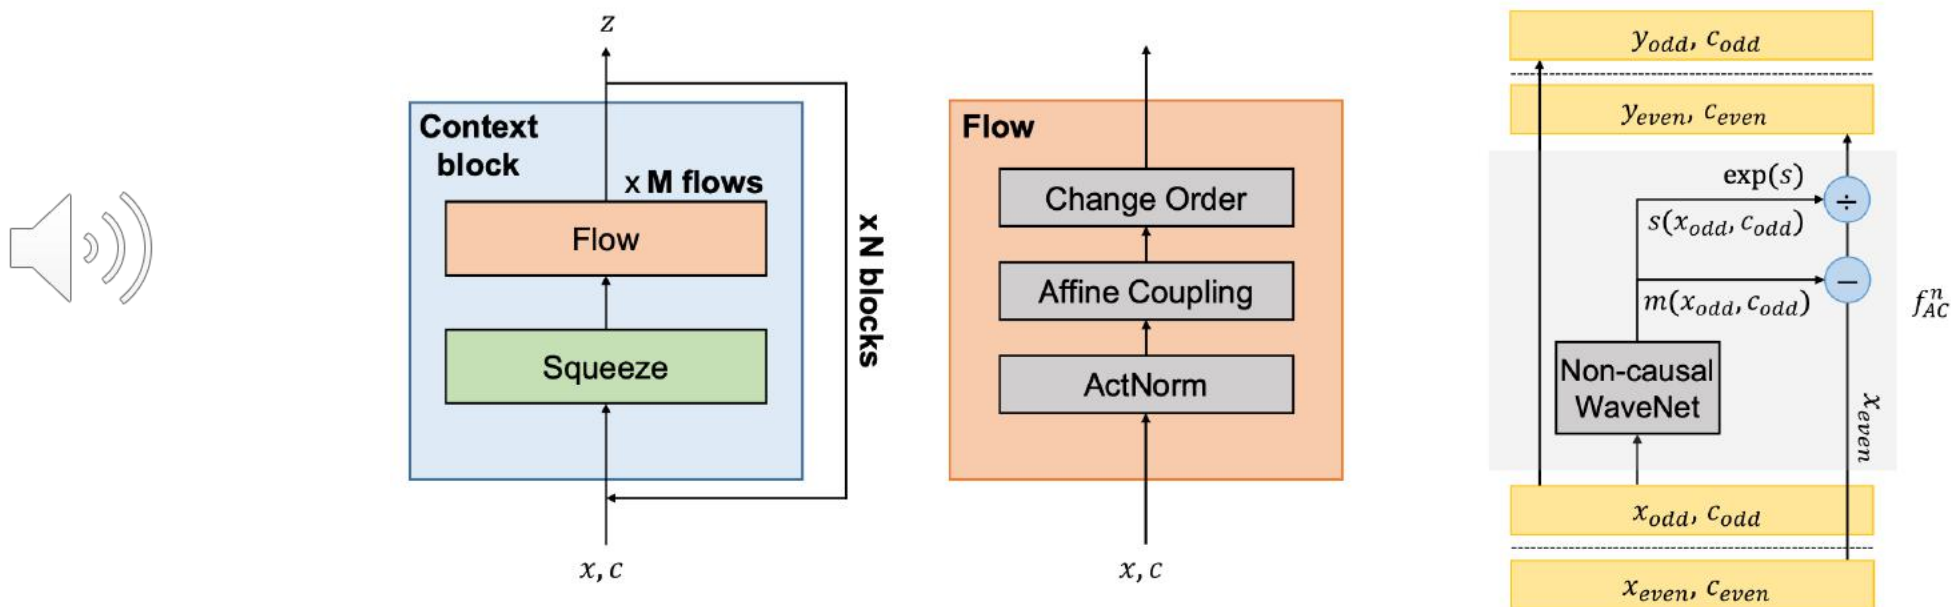 z
Context
block
x M flows
Flow
Squeeze
x N blocks
x, c
Flow
Change Order
Affine Coupling
ActNorm
x, c
y_odd, c_odd
y_even, c_even
exp(s)
÷
s(x_odd, c_odd)
−
m(x_odd, c_odd)
f_AC^n
Non-causal
WaveNet
x_even
x_odd, c_odd
x_even, c_even